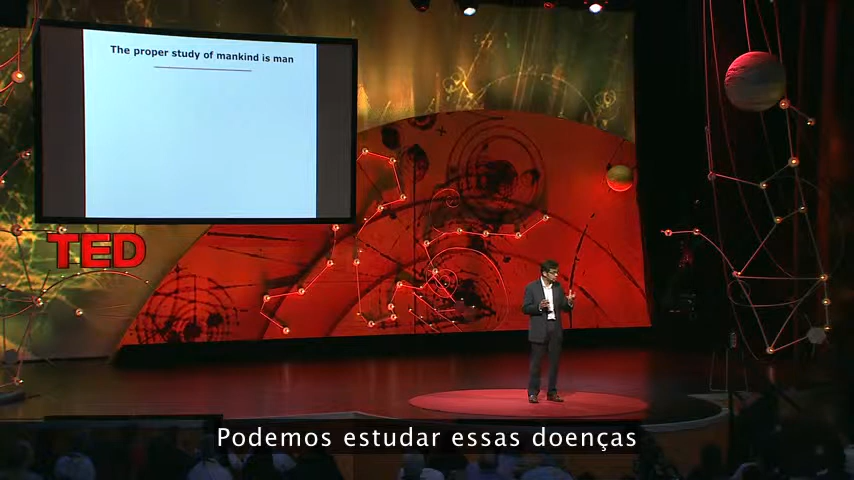 The proper study of mankind is man
TED
Podemos estudar essas doenças